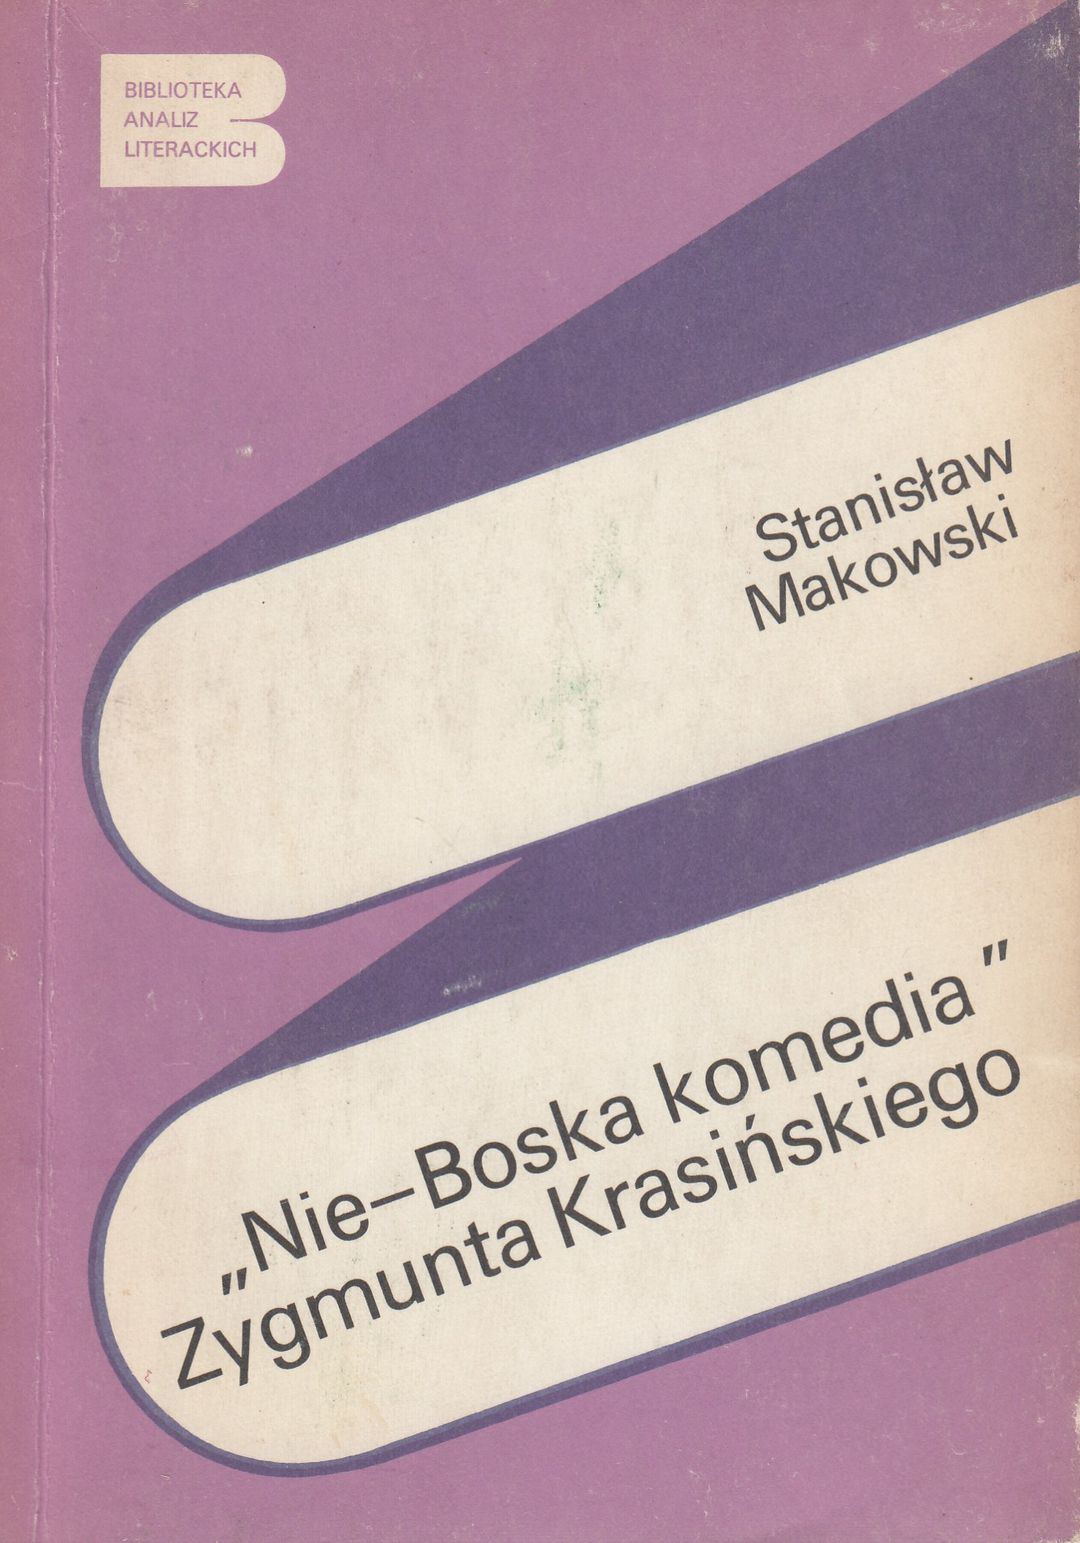 BIBLIOTEKA
ANALIZ
LITERACKICH
Stanisław
Makowski
„Nie–Boska komedia"
Zygmunta Krasińskiego